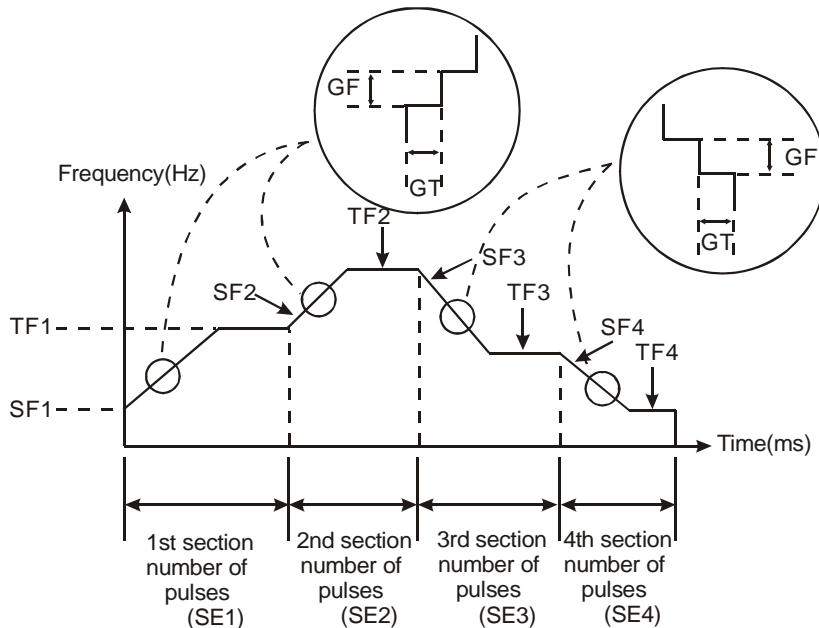 GF
GT
GF
GT
Frequency(Hz)
TF2
SF3
SF2
TF3
TF1
SF4
TF4
SF1
Time(ms)
1st section
number of
pulses
(SE1)
2nd section
number of
pulses
(SE2)
3rd section
number of
pulses
(SE3)
4th section
number of
pulses
(SE4)